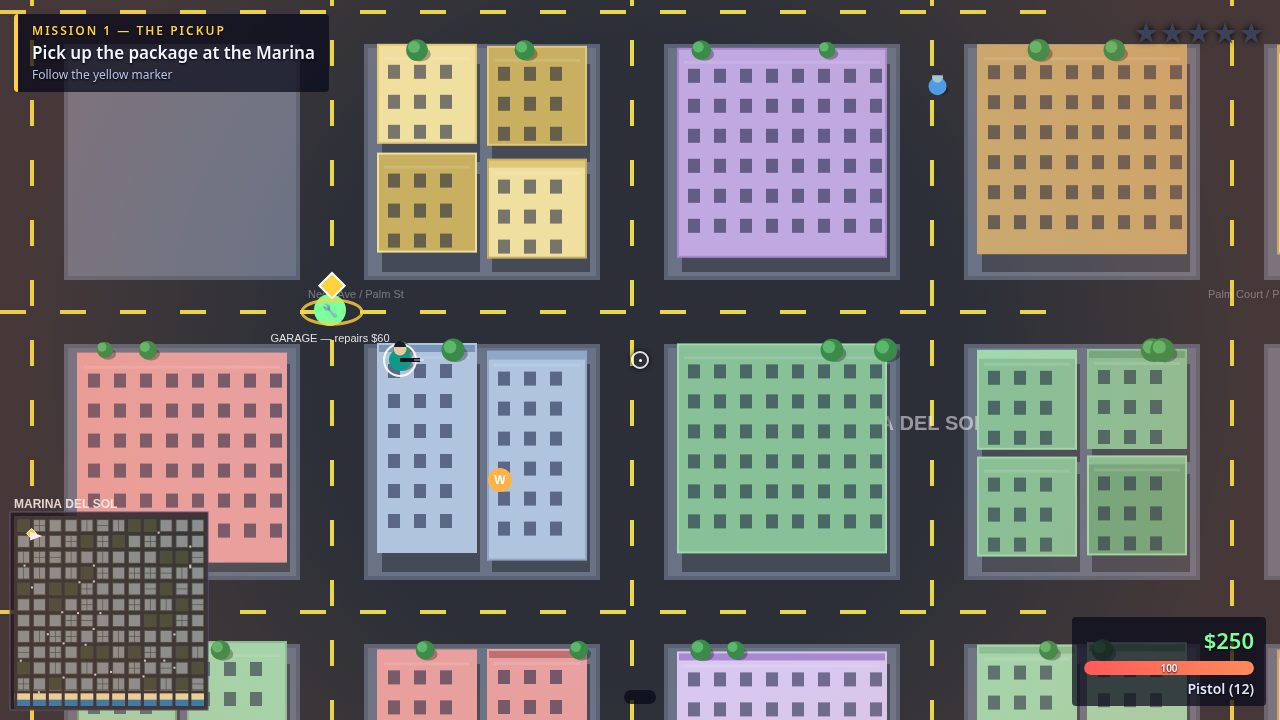 MISSION 1 — THE PICKUP
Pick up the package at the Marina
Follow the yellow marker
Ave / Palm St
Palm Court / P
GARAGE — repairs $60
A DEL SOL
W
MARINA DEL SOL
$250
100
Pistol (12)